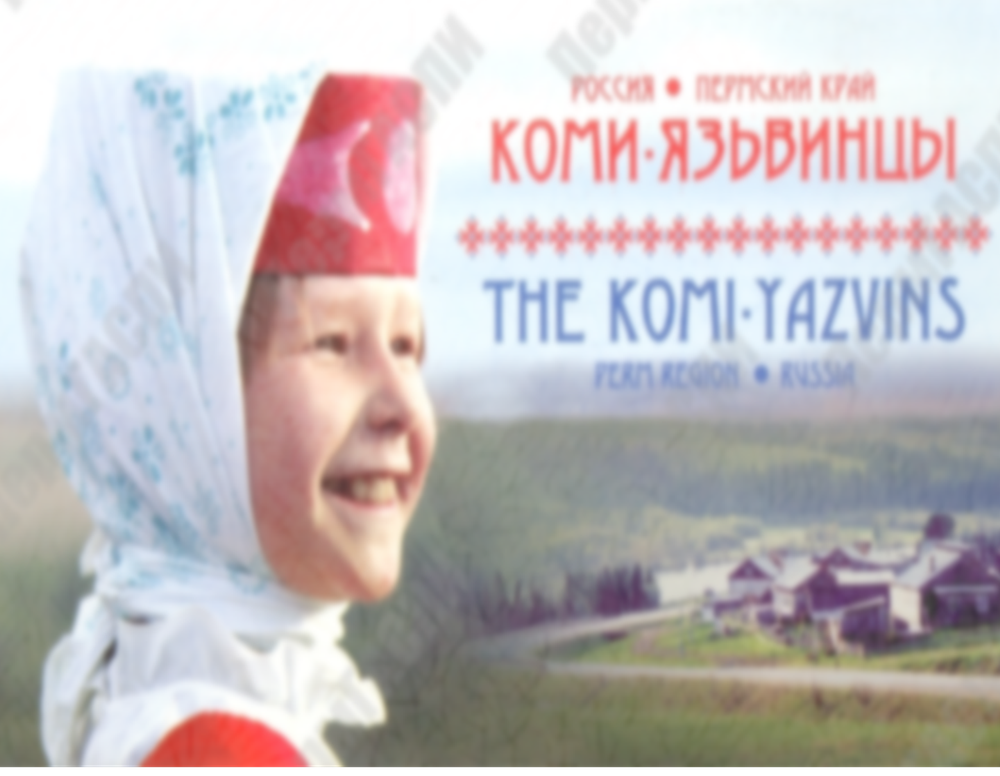 РОССИЯ • ПЕРМСКИЙ КРАЙ
КОМИ-ЯЗЬВИНЦЫ
THE KOMI-YAZVINS
PERM REGION • RUSSIA